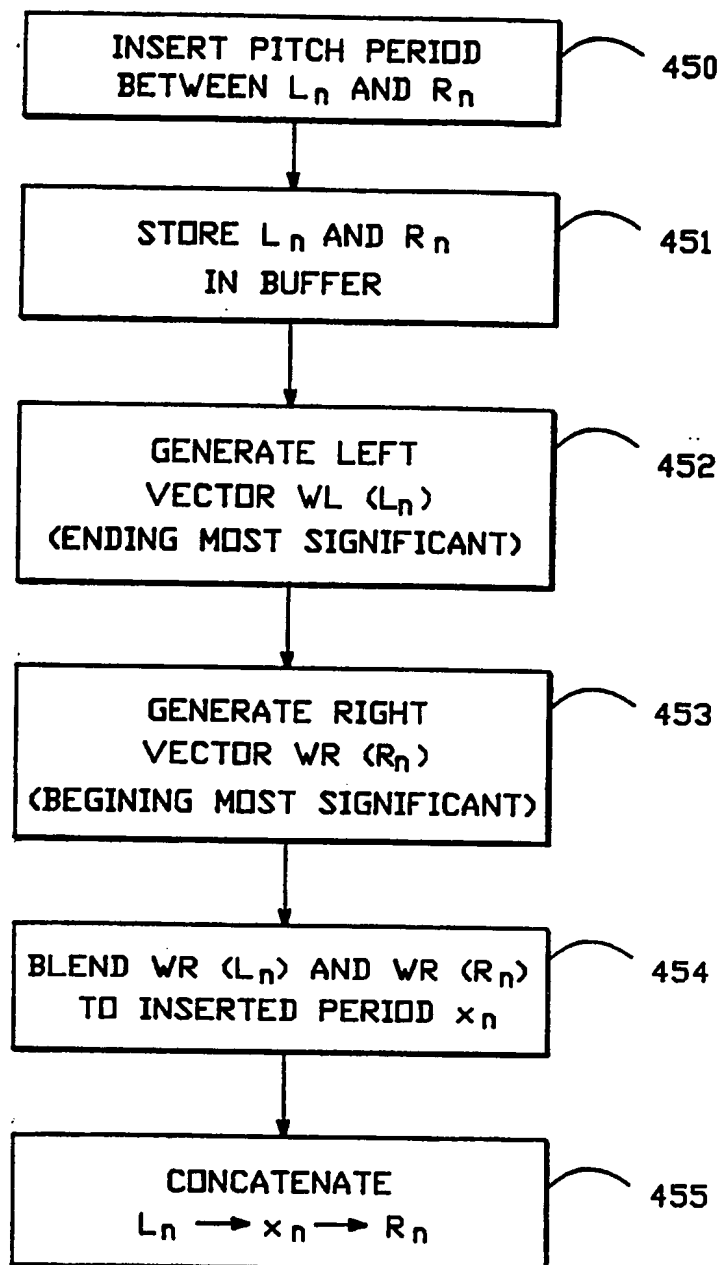 INSERT PITCH PERIOD
BETWEEN Ln AND Rn
450
STORE Ln AND Rn
IN BUFFER
451
GENERATE LEFT
VECTOR WL (Ln)
(ENDING MOST SIGNIFICANT)
452
GENERATE RIGHT
VECTOR WR (Rn)
(BEGINING MOST SIGNIFICANT)
453
BLEND WR (Ln) AND WR (Rn)
TO INSERTED PERIOD xn
454
CONCATENATE
Ln → xn → Rn
455